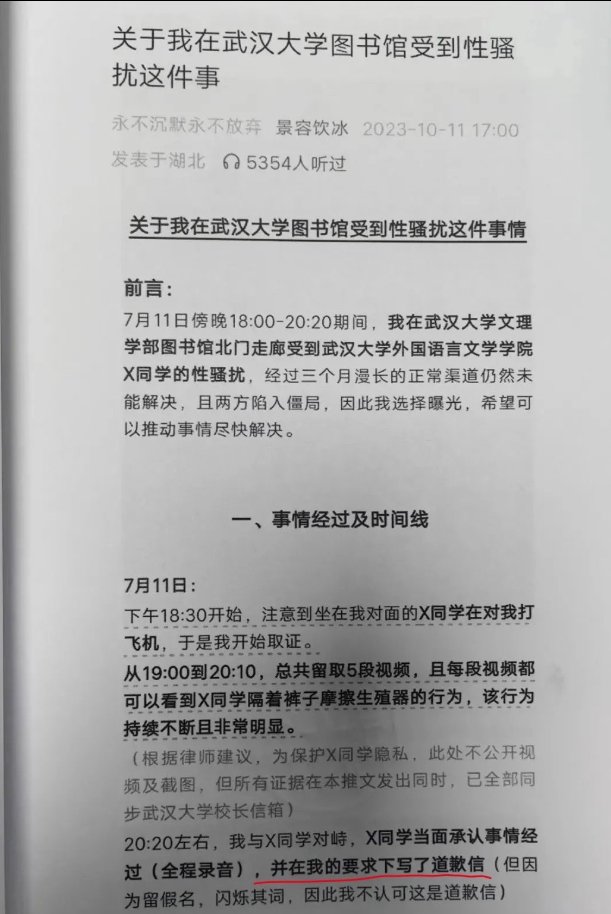 关于我在武汉大学图书馆受到性骚
扰这件事
永不沉默永不放弃 景容饮冰 2023-10-11 17:00
发表于湖北 5354人听过
关于我在武汉大学图书馆受到性骚扰这件事情
前言：
7月11日傍晚18:00-20:20期间，我在武汉大学文理
学部图书馆北门走廊受到武汉大学外国语言文学学院
X同学的性骚扰，经过三个月漫长的正常渠道仍然未
能解决，且两方陷入僵局，因此我选择曝光，希望可
以推动事情尽快解决。
一、事情经过及时间线
7月11日：
下午18:30开始，注意到坐在我对面的X同学在对我打
飞机，于是我开始取证。
从19:00到20:10，总共留取5段视频，且每段视频都
可以看到X同学隔着裤子摩擦生殖器的行为，该行为
持续不断且非常明显。
（根据律师建议，为保护X同学隐私，此处不公开视
频及截图，但所有证据在本推文发出同时，已全部同
步武汉大学校长信箱）
20:20左右，我与X同学对峙，X同学当面承认事情经
过（全程录音），并在我的要求下写了道歉信（但因
为留假名，闪烁其词，因此我不认可这是道歉信）